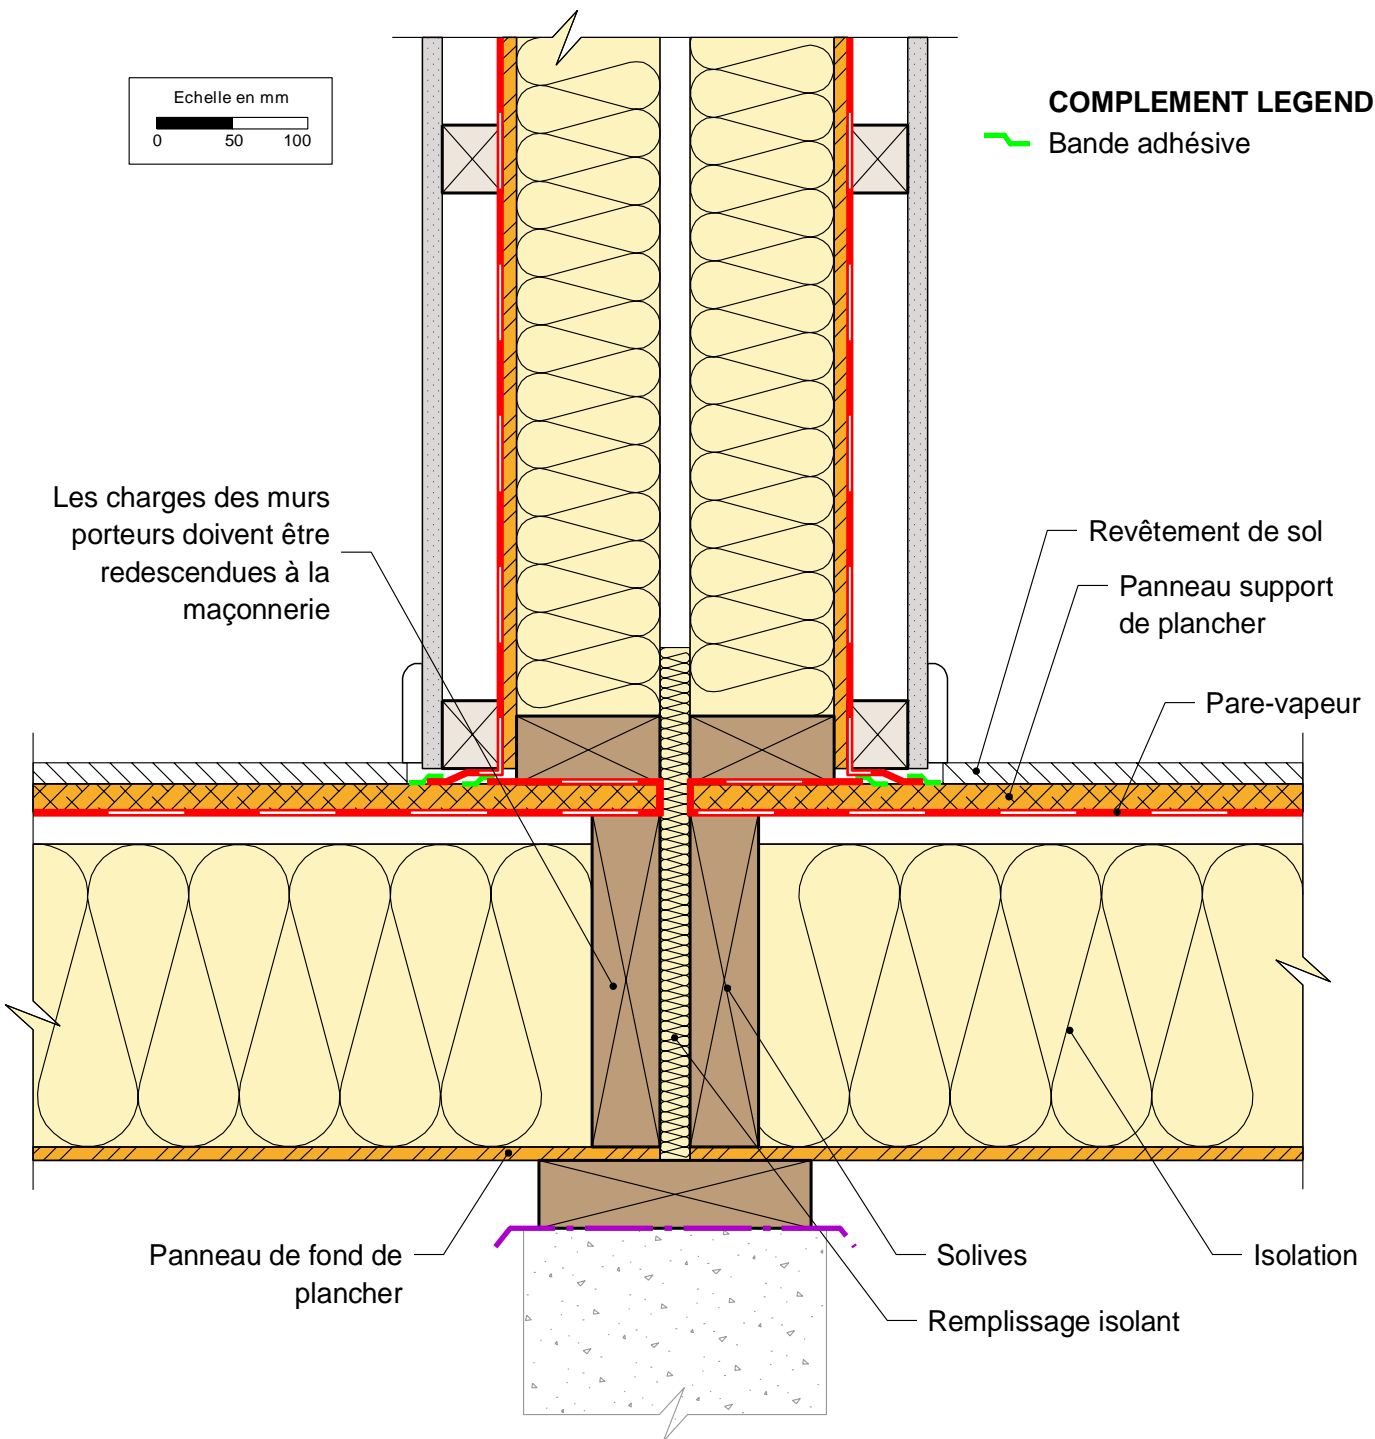 Echelle en mm
0 50 100
COMPLEMENT LEGEND
Bande adhésive
Les charges des murs
porteurs doivent être
redescendues à la
maçonnerie
Revêtement de sol
Panneau support
de plancher
Pare-vapeur
Panneau de fond de
plancher
Solives
Isolation
Remplissage isolant